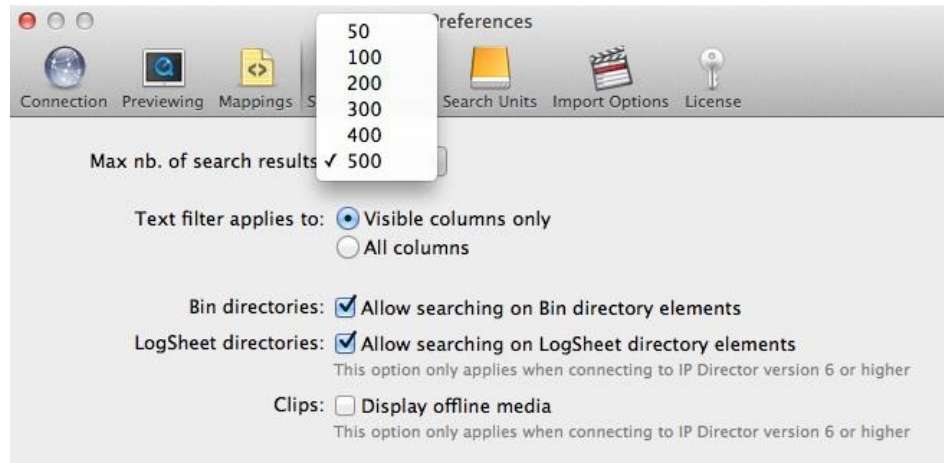 Preferences
50
100
200
300
400
✓ 500
Connection Previewing Mappings S Search Units Import Options License
Max nb. of search results
Text filter applies to: Visible columns only
All columns
Bin directories: Allow searching on Bin directory elements
LogSheet directories: Allow searching on LogSheet directory elements
This option only applies when connecting to IP Director version 6 or higher
Clips: Display offline media
This option only applies when connecting to IP Director version 6 or higher